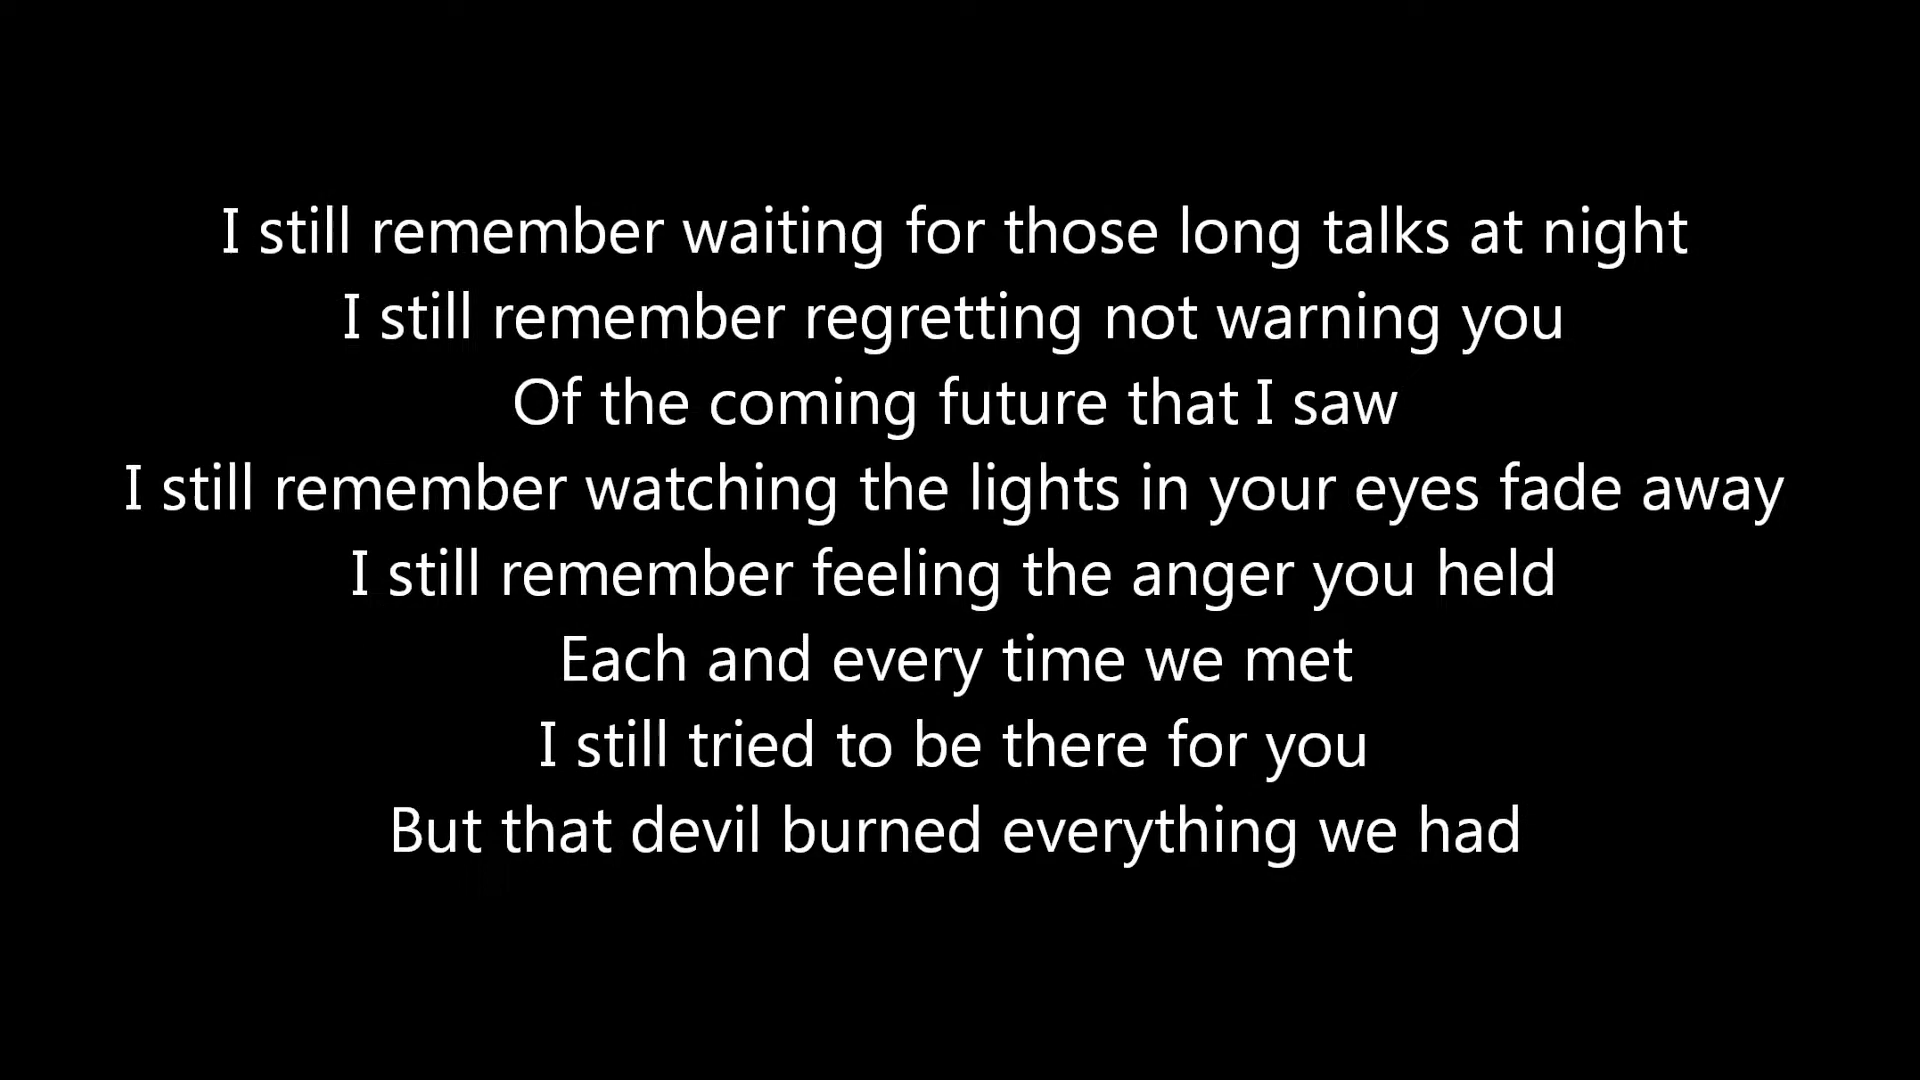 I still remember waiting for those long talks at night
I still remember regretting not warning you
Of the coming future that I saw
I still remember watching the lights in your eyes fade away
I still remember feeling the anger you held
Each and every time we met
I still tried to be there for you
But that devil burned everything we had